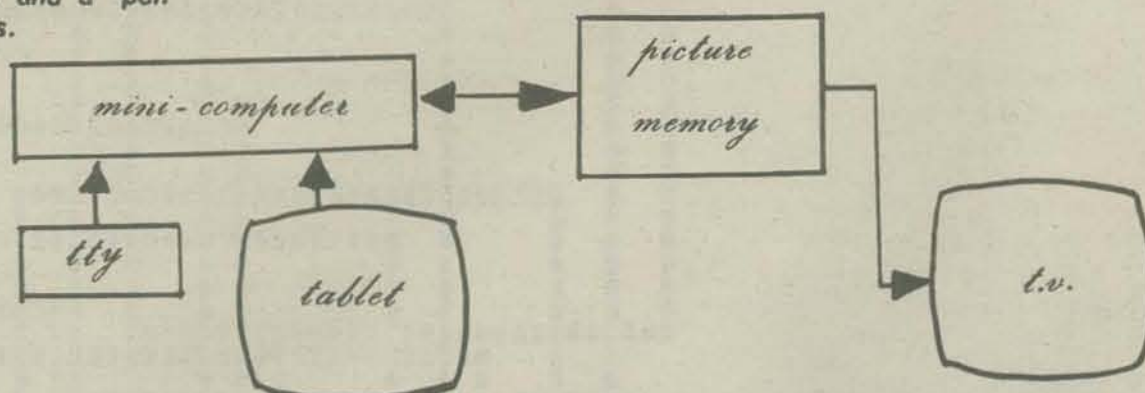 and a "pen
s.
mini-computer
picture
memory
tty
tablet
t.v.